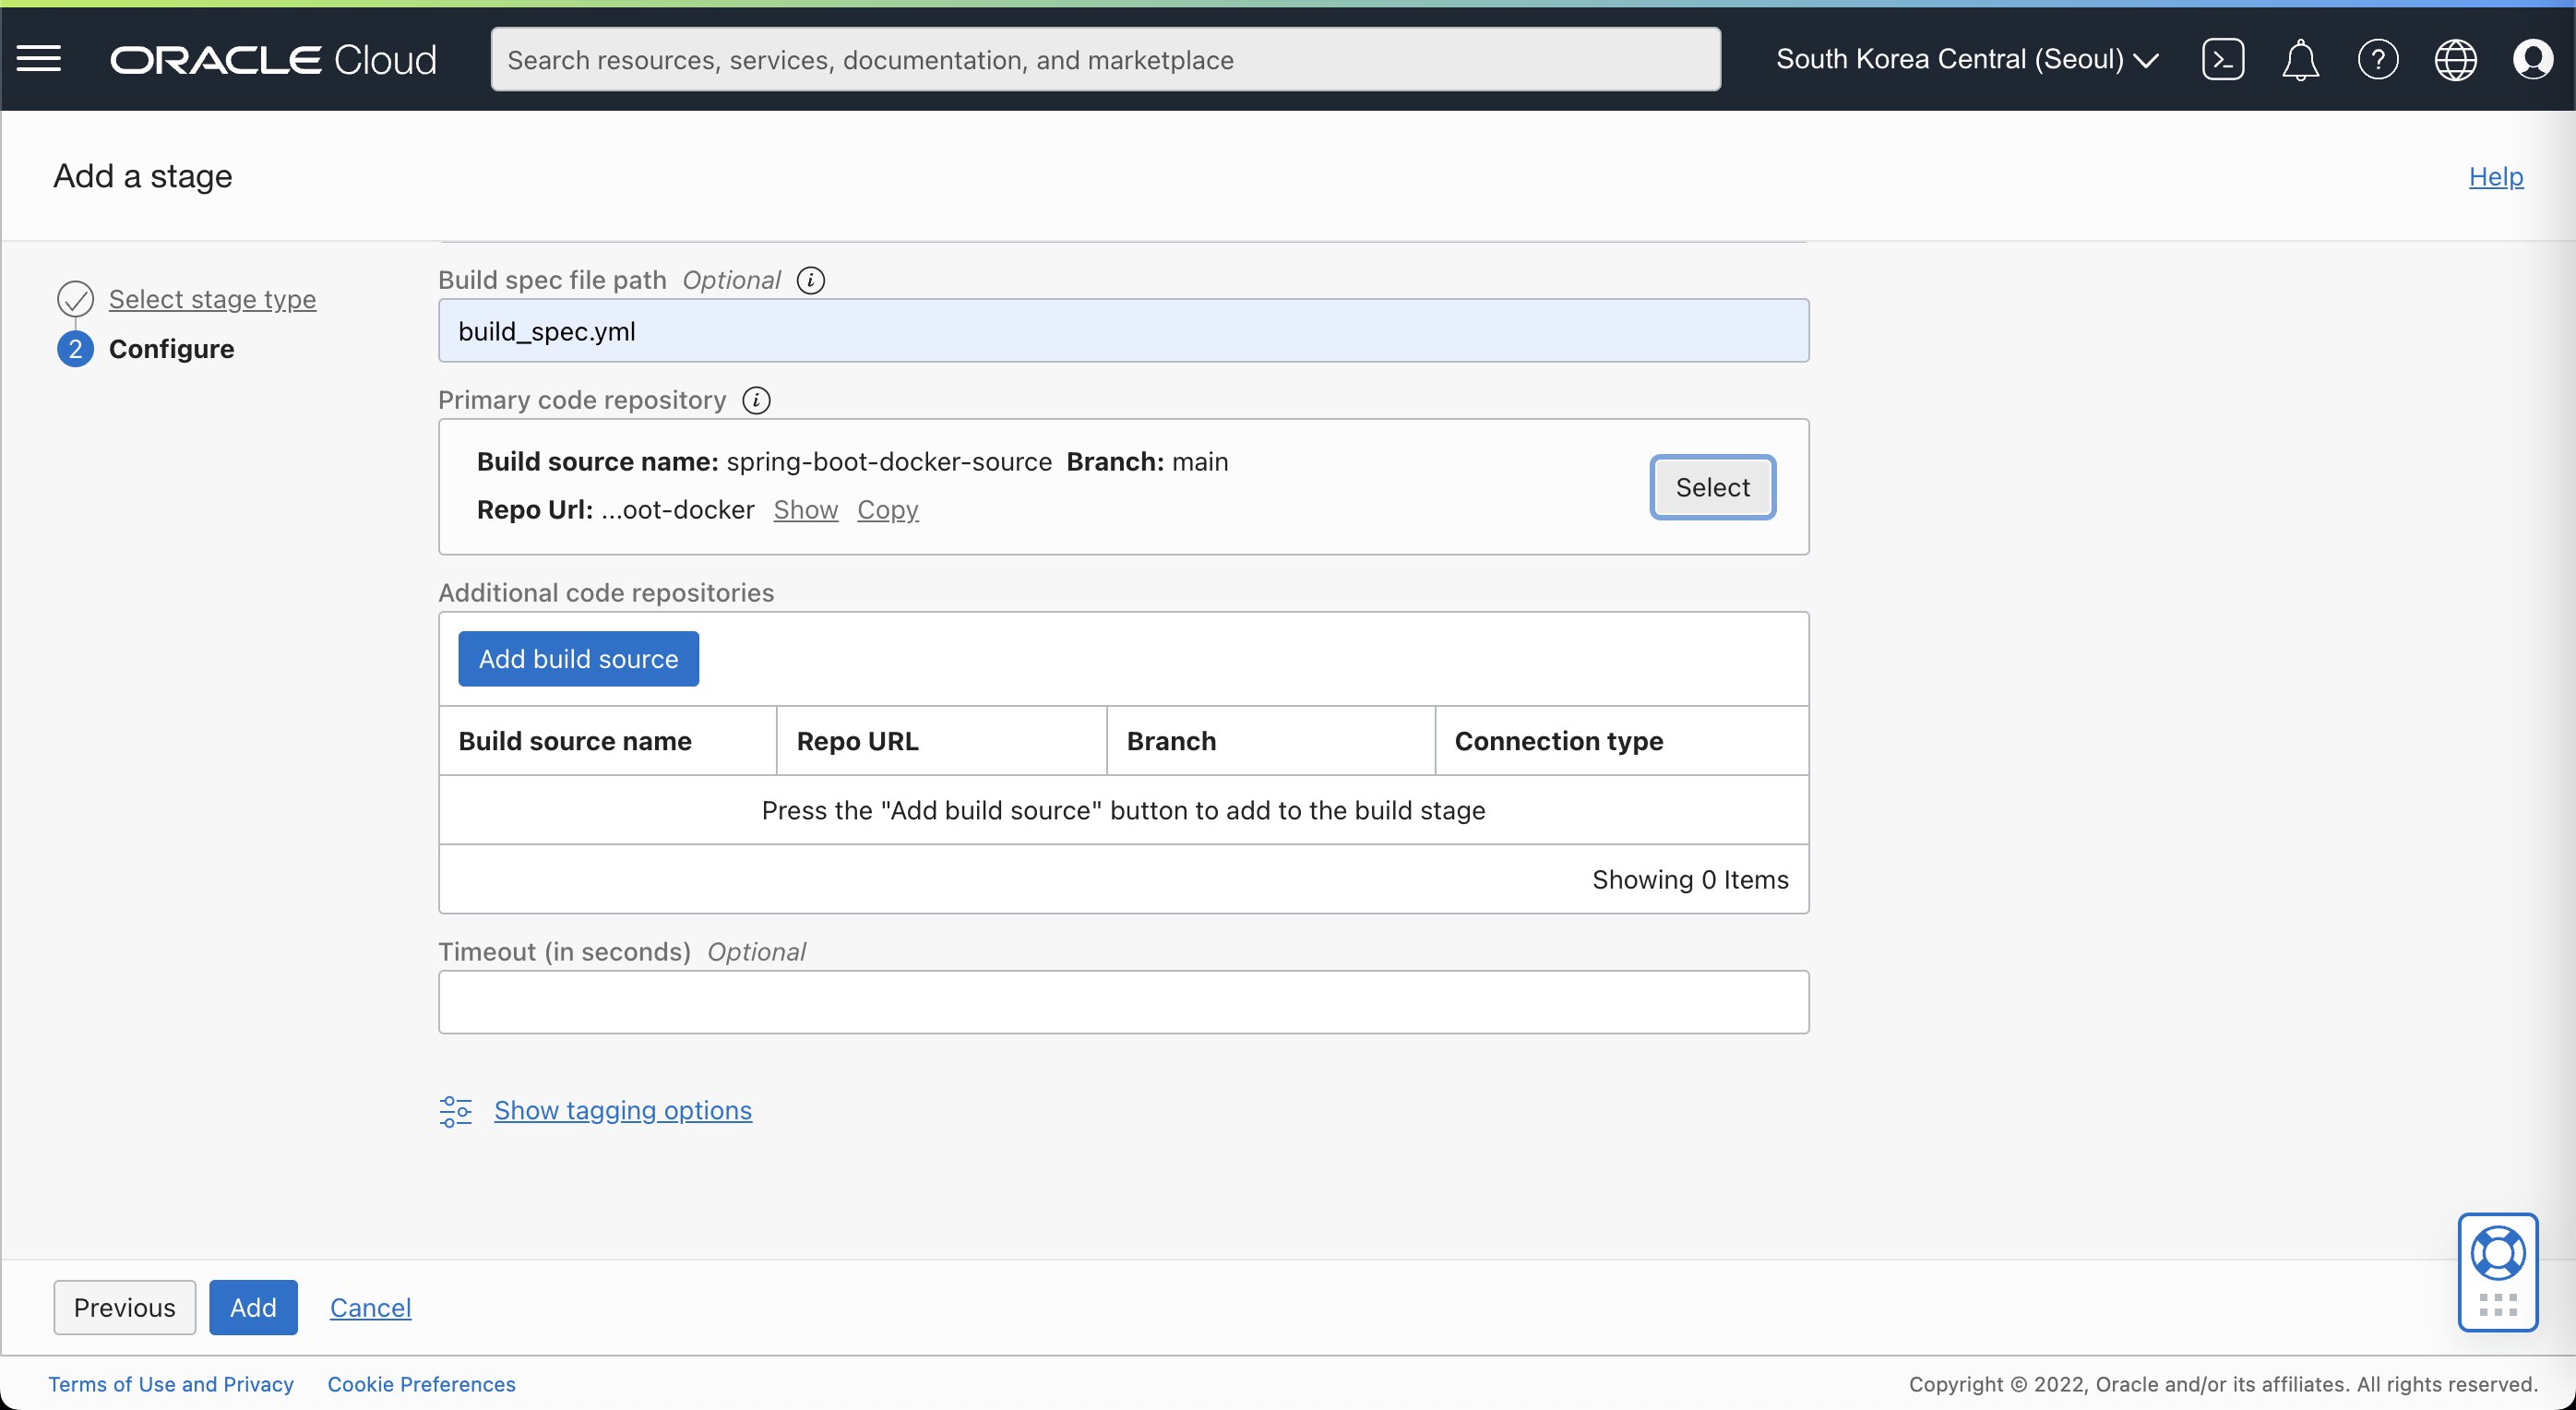 ORACLE Cloud
Search resources, services, documentation, and marketplace
South Korea Central (Seoul)
Add a stage
Help
Select stage type
2 Configure
Build spec file path Optional
build_spec.yml
Primary code repository
Build source name: spring-boot-docker-source Branch: main
Repo Url: ...oot-docker Show Copy
Select
Additional code repositories
Add build source
Build source name Repo URL Branch Connection type
Press the "Add build source" button to add to the build stage
Showing 0 Items
Timeout (in seconds) Optional
Show tagging options
Previous Add Cancel
Terms of Use and Privacy Cookie Preferences
Copyright © 2022, Oracle and/or its affiliates. All rights reserved.